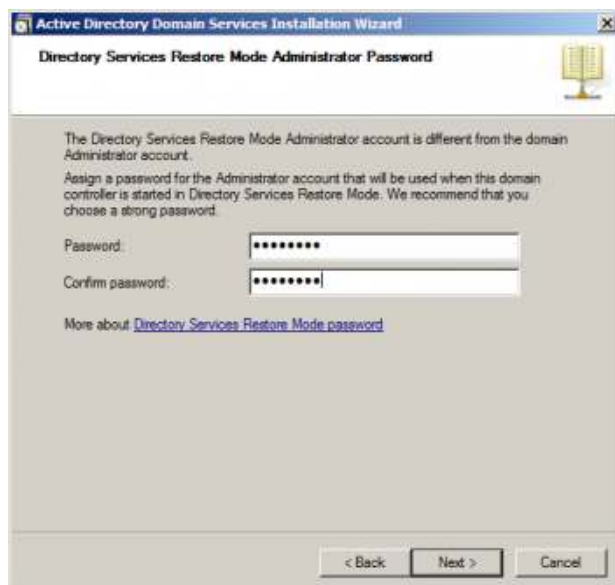 Active Directory Domain Services Installation Wizard
Directory Services Restore Mode Administrator Password
The Directory Services Restore Mode Administrator account is different from the domain
Administrator account.
Assign a password for the Administrator account that will be used when this domain
controller is started in Directory Services Restore Mode. We recommend that you
choose a strong password.
Password: ●●●●●●●●
Confirm password: ●●●●●●●●
More about Directory Services Restore Mode password
< Back Next > Cancel